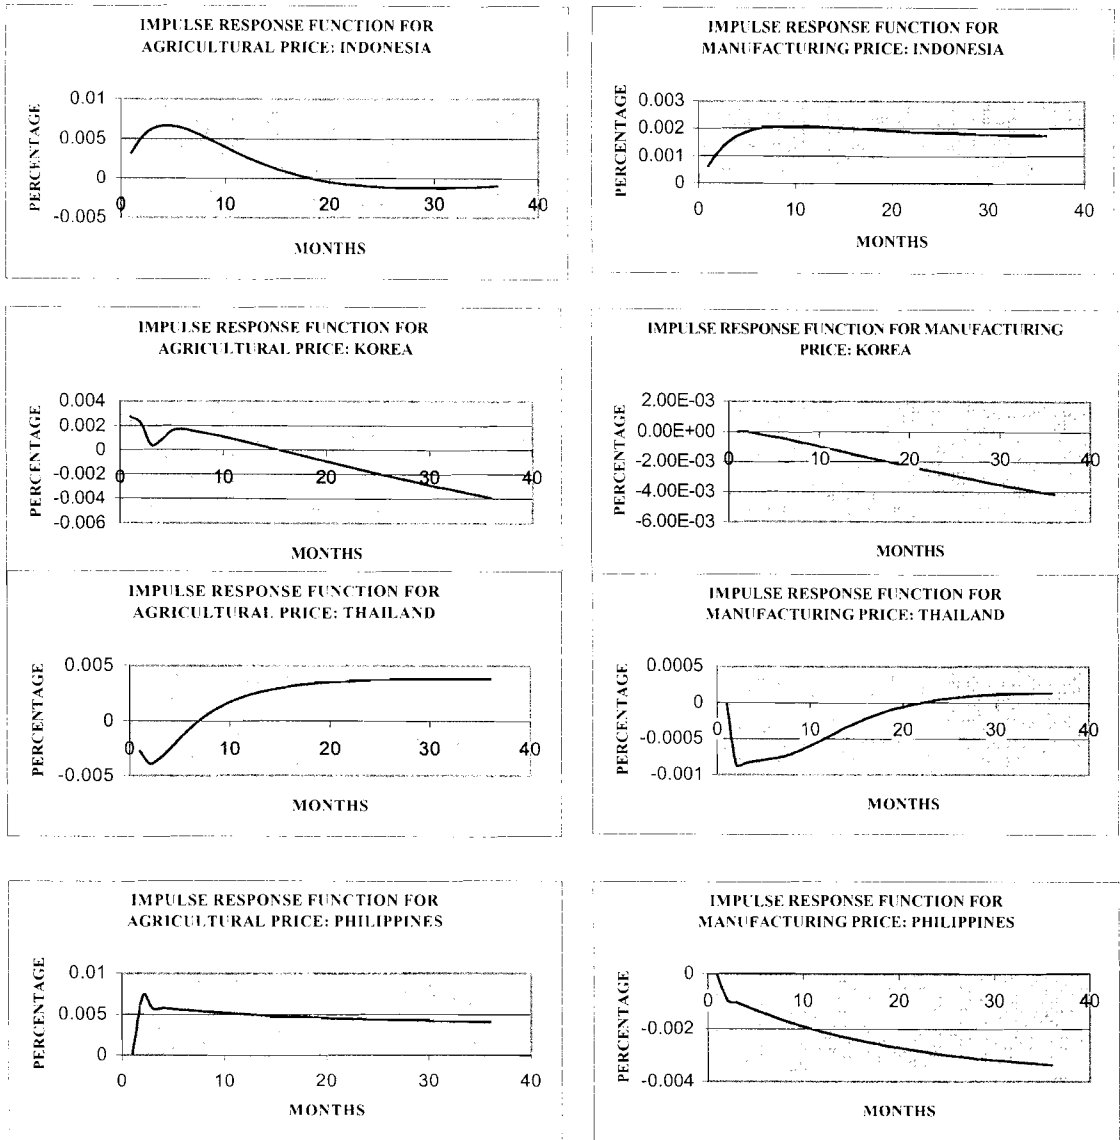 IMPULSE RESPONSE FUNCTION FOR
AGRICULTURAL PRICE: INDONESIA
PERCENTAGE
0.01
0.005
0
-0.005
0
10
20
30
40
MONTHS
IMPULSE RESPONSE FUNCTION FOR
MANUFACTURING PRICE: INDONESIA
PERCENTAGE
0.003
0.002
0.001
0
0
10
20
30
40
MONTHS
IMPULSE RESPONSE FUNCTION FOR
AGRICULTURAL PRICE: KOREA
PERCENTAGE
0.004
0.002
0
-0.002
-0.004
-0.006
0
10
20
30
40
MONTHS
IMPULSE RESPONSE FUNCTION FOR MANUFACTURING
PRICE: KOREA
PERCENTAGE
2.00E-03
0.00E+00
-2.00E-03
-4.00E-03
-6.00E-03
0
10
20
30
40
MONTHS
IMPULSE RESPONSE FUNCTION FOR
AGRICULTURAL PRICE: THAILAND
PERCENTAGE
0.005
0
-0.005
0
10
20
30
40
MONTHS
IMPULSE RESPONSE FUNCTION FOR
MANUFACTURING PRICE: THAILAND
PERCENTAGE
0.0005
0
-0.0005
-0.001
0
10
20
30
40
MONTHS
IMPULSE RESPONSE FUNCTION FOR
AGRICULTURAL PRICE: PHILIPPINES
PERCENTAGE
0.01
0.005
0
0
10
20
30
40
MONTHS
IMPULSE RESPONSE FUNCTION FOR
MANUFACTURING PRICE: PHILIPPINES
PERCENTAGE
0
-0.002
-0.004
0
10
20
30
40
MONTHS